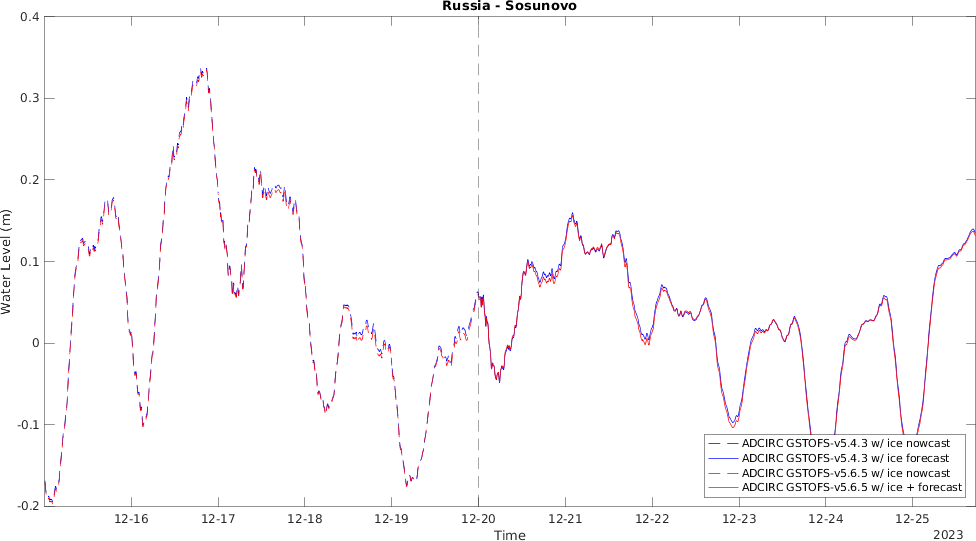 Russia - Sosunovo
Water Level (m)
0.4
0.3
0.2
0.1
0
-0.1
-0.2
12-16
12-17
12-18
12-19
12-20
12-21
12-22
12-23
12-24
12-25
Time
2023
ADCIRC GSTOFS-v5.4.3 w/ ice nowcast
ADCIRC GSTOFS-v5.4.3 w/ ice forecast
ADCIRC GSTOFS-v5.6.5 w/ ice nowcast
ADCIRC GSTOFS-v5.6.5 w/ ice + forecast